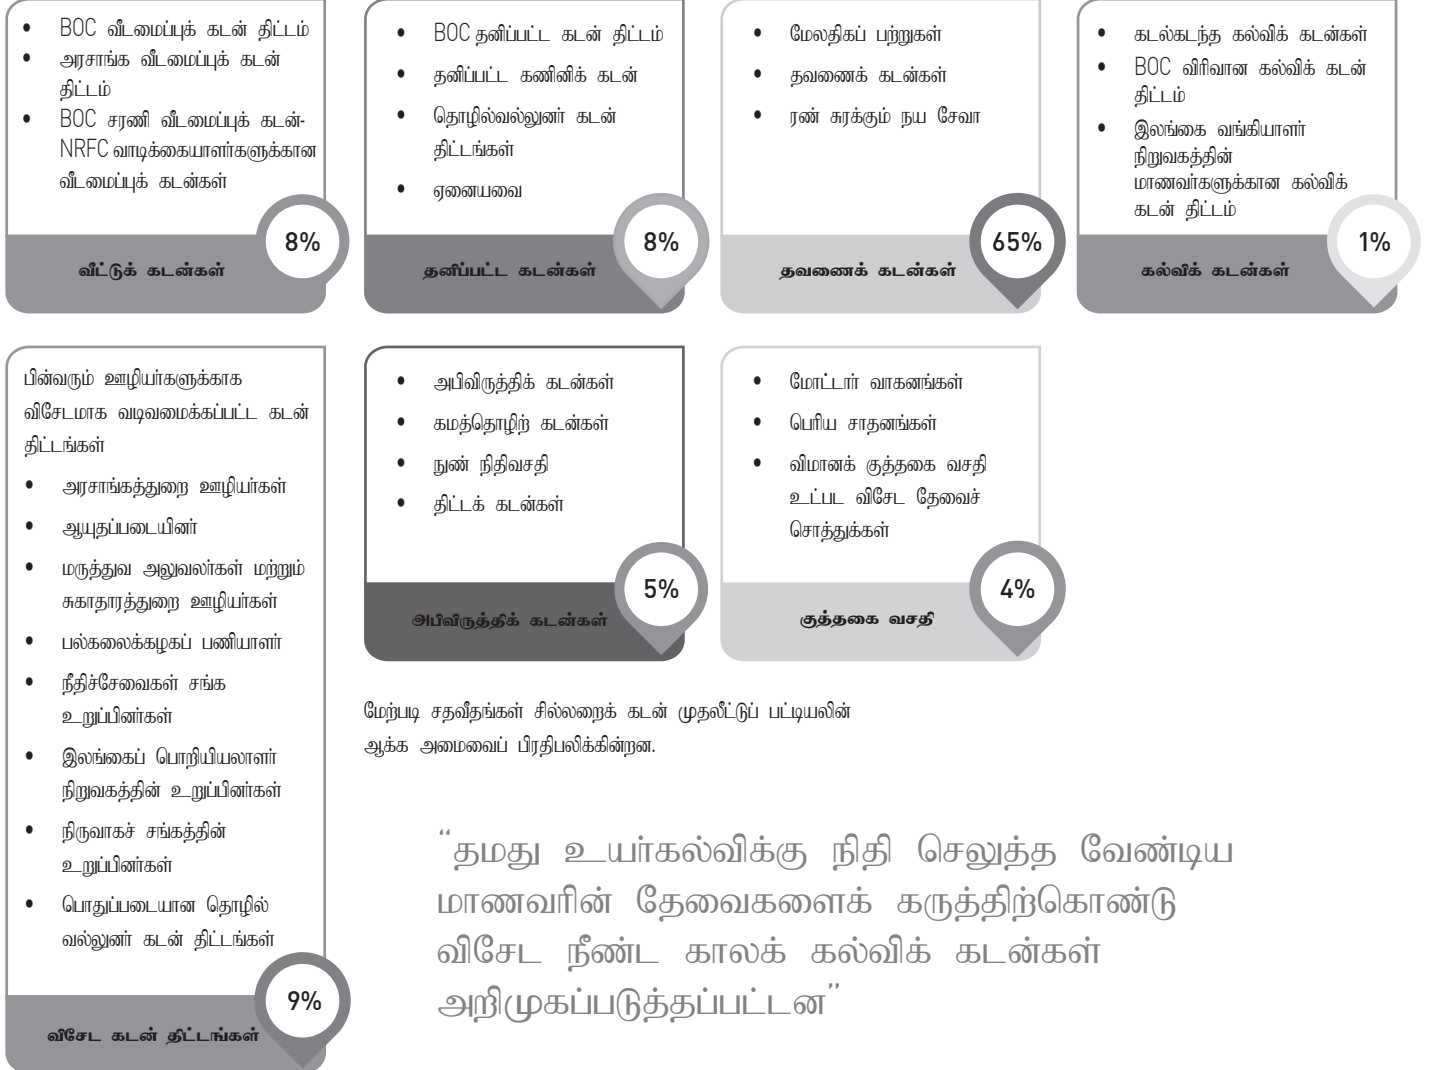 • BOC வீடமைப்புக் கடன் திட்டம்
• அரசாங்க வீடமைப்புக் கடன்
திட்டம்
• BOC சரணி வீடமைப்புக் கடன்-
NRFC வாடிக்கையாளர்களுக்கான
வீடமைப்புக் கடன்கள்
8%
வீட்டுக் கடன்கள்
• BOC தனிப்பட்ட கடன் திட்டம்
• தனிப்பட்ட கணினிக் கடன்
• தொழில்வல்லுனர் கடன்
திட்டங்கள்
• ஏனையவை
8%
தனிப்பட்ட கடன்கள்
• மேலதிகப் பற்றுகள்
• தவணைக் கடன்கள்
• ரண் சுரக்கும் நய சேவா
65%
தவணைக் கடன்கள்
• கடல்கடந்த கல்விக் கடன்கள்
• BOC விரிவான கல்விக் கடன்
திட்டம்
• இலங்கை வங்கியாளர்
நிறுவகத்தின்
மாணவர்களுக்கான கல்விக்
கடன் திட்டம்
1%
கல்விக் கடன்கள்
பின்வரும் ஊழியர்களுக்காக
விசேடமாக வடிவமைக்கப்பட்ட கடன்
திட்டங்கள்
• அரசாங்கத்துறை ஊழியர்கள்
• ஆயுதப்படையினர்
• மருத்துவ அலுவலர்கள் மற்றும்
சுகாதாரத்துறை ஊழியர்கள்
• பல்கலைக்கழகப் பணியாளர்
• நீதிச்சேவைகள் சங்க
உறுப்பினர்கள்
• இலங்கைப் பொறியியலாளர்
நிறுவகத்தின் உறுப்பினர்கள்
• நிருவாகச் சங்கத்தின்
உறுப்பினர்கள்
• பொதுப்படையான தொழில்
வல்லுனர் கடன் திட்டங்கள்
9%
விசேட கடன் திட்டங்கள்
• அபிவிருத்திக் கடன்கள்
• கமத்தொழிற் கடன்கள்
• நுண் நிதிவசதி
• திட்டக் கடன்கள்
5%
அபிவிருத்திக் கடன்கள்
• மோட்டார் வாகனங்கள்
• பெரிய சாதனங்கள்
• விமானக் குத்தகை வசதி
உட்பட விசேட தேவைச்
சொத்துக்கள்
4%
குத்தகை வசதி
மேற்படி சதவீதங்கள் சில்லறைக் கடன் முதலீட்டுப் பட்டியலின்
ஆக்க அமைவைப் பிரதிபலிக்கின்றன.
“தமது உயர்கல்விக்கு நிதி செலுத்த வேண்டிய
மாணவரின் தேவைகளைக் கருத்திற்கொண்டு
விசேட நீண்ட காலக் கல்விக் கடன்கள்
அறிமுகப்படுத்தப்பட்டன”